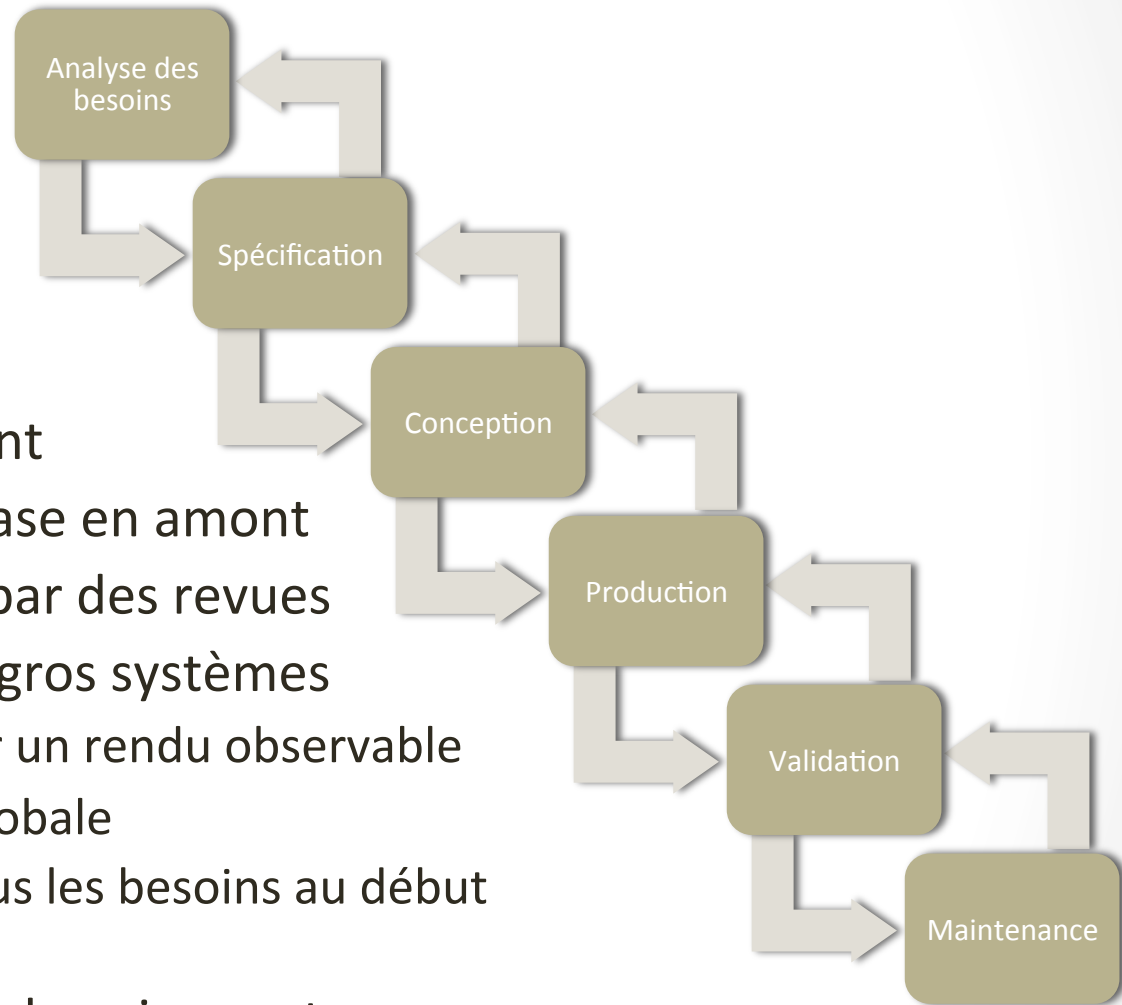 Analyse des
besoins
Spécification
Conception
nt
ase en amont
par des revues
Production
gros systèmes
r un rendu observable
Validation
obale
us les besoins au début
Maintenance